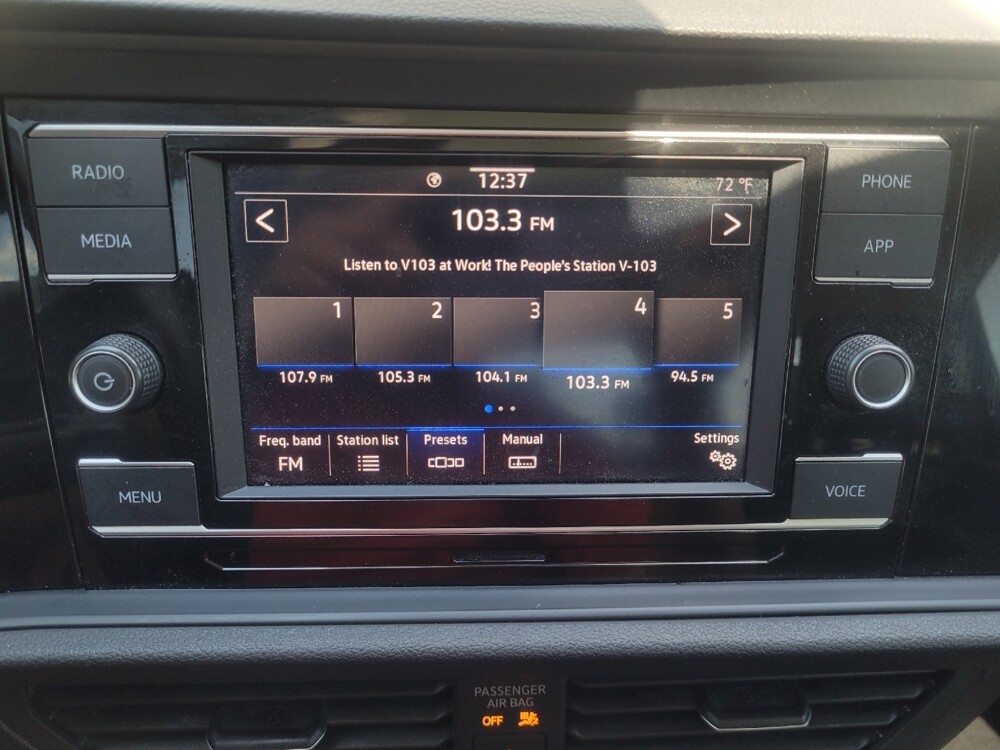 RADIO
MEDIA
MENU
12:37
72 °F
103.3 FM
Listen to V103 at Work! The People's Station V-103
1 2 3 4 5
107.9 FM 105.3 FM 104.1 FM 103.3 FM 94.5 FM
Freq. band Station list Presets Manual Settings
FM
PHONE
APP
VOICE
PASSENGER
AIR BAG
OFF